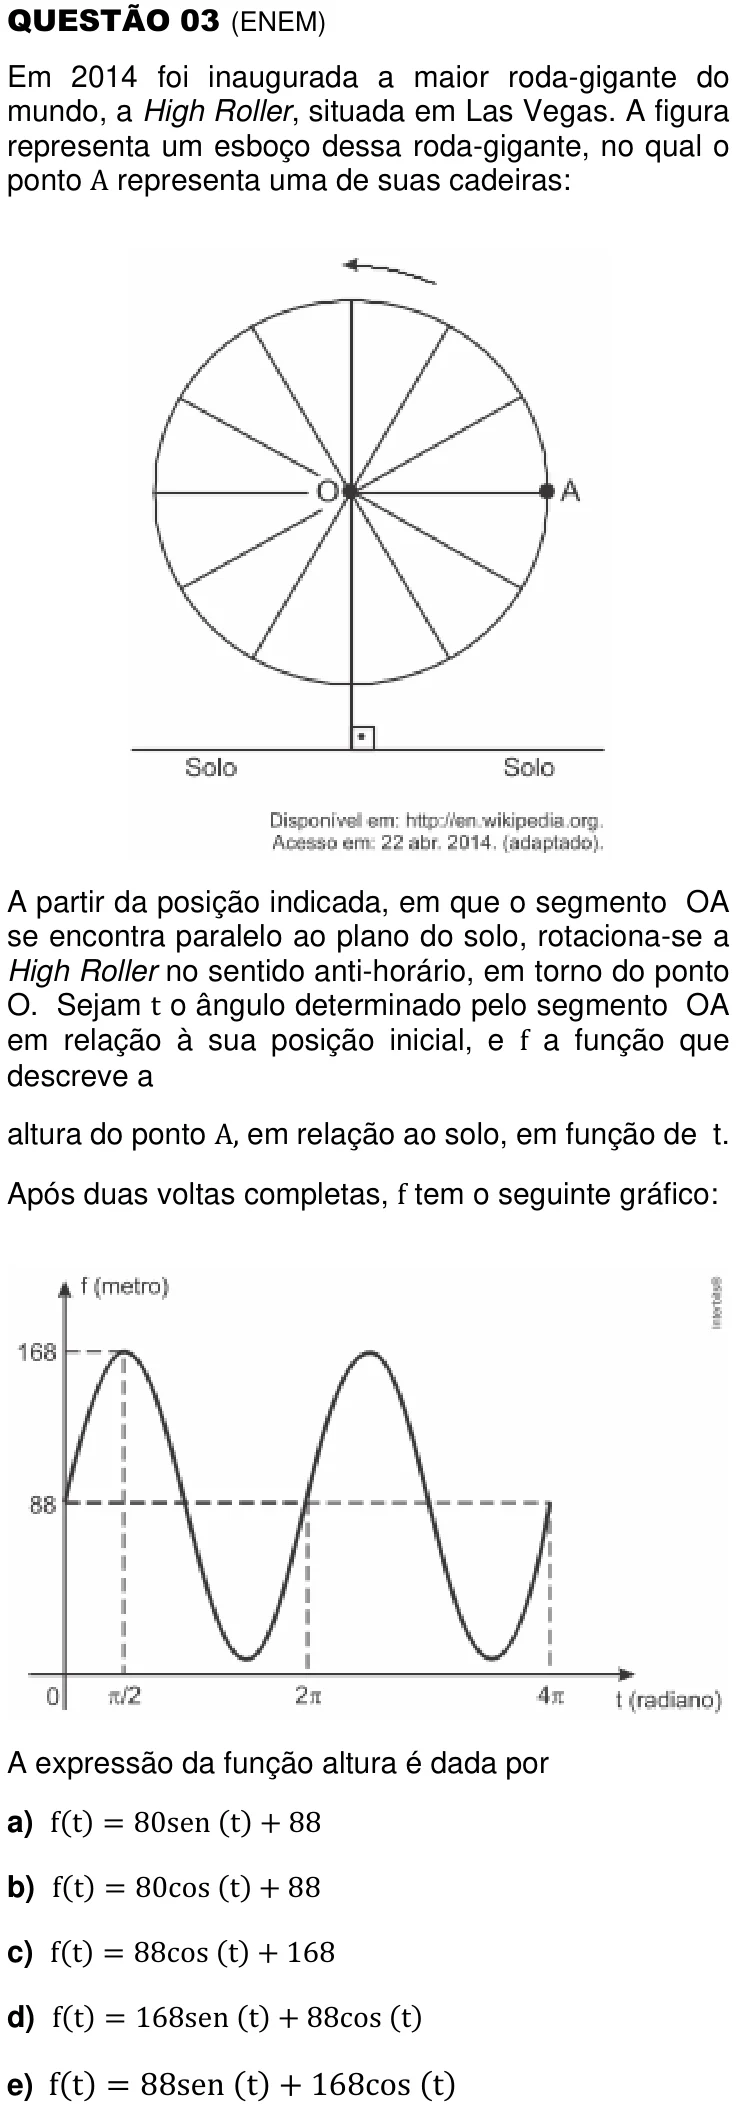 QUESTÃO 03 (ENEM)
Em 2014 foi inaugurada a maior roda-gigante do
mundo, a High Roller, situada em Las Vegas. A figura
representa um esboço dessa roda-gigante, no qual o
ponto A representa uma de suas cadeiras:
O
A
Solo
Solo
Disponível em: http://en.wikipedia.org.
Acesso em: 22 abr. 2014. (adaptado).
A partir da posição indicada, em que o segmento OA
se encontra paralelo ao plano do solo, rotaciona-se a
High Roller no sentido anti-horário, em torno do ponto
O. Sejam t o ângulo determinado pelo segmento OA
em relação à sua posição inicial, e f a função que
descreve a
altura do ponto A, em relação ao solo, em função de t.
Após duas voltas completas, f tem o seguinte gráfico:
f (metro)
interbits®
168
88
0
π/2
2π
4π
t (radiano)
A expressão da função altura é dada por
a) f(t) = 80sen (t) + 88
b) f(t) = 80cos (t) + 88
c) f(t) = 88cos (t) + 168
d) f(t) = 168sen (t) + 88cos (t)
e) f(t) = 88sen (t) + 168cos (t)